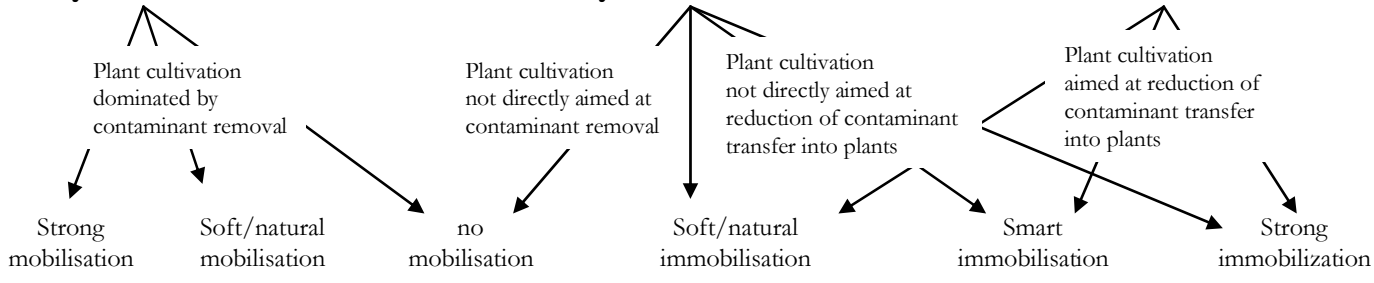 Plant cultivation
dominated by
contaminant removal
Plant cultivation
not directly aimed at
contaminant removal
Plant cultivation
not directly aimed at
reduction of contaminant
transfer into plants
Plant cultivation
aimed at reduction of
contaminant transfer
into plants
Strong
mobilisation
Soft/natural
mobilisation
no
mobilisation
Soft/natural
immobilisation
Smart
immobilisation
Strong
immobilization